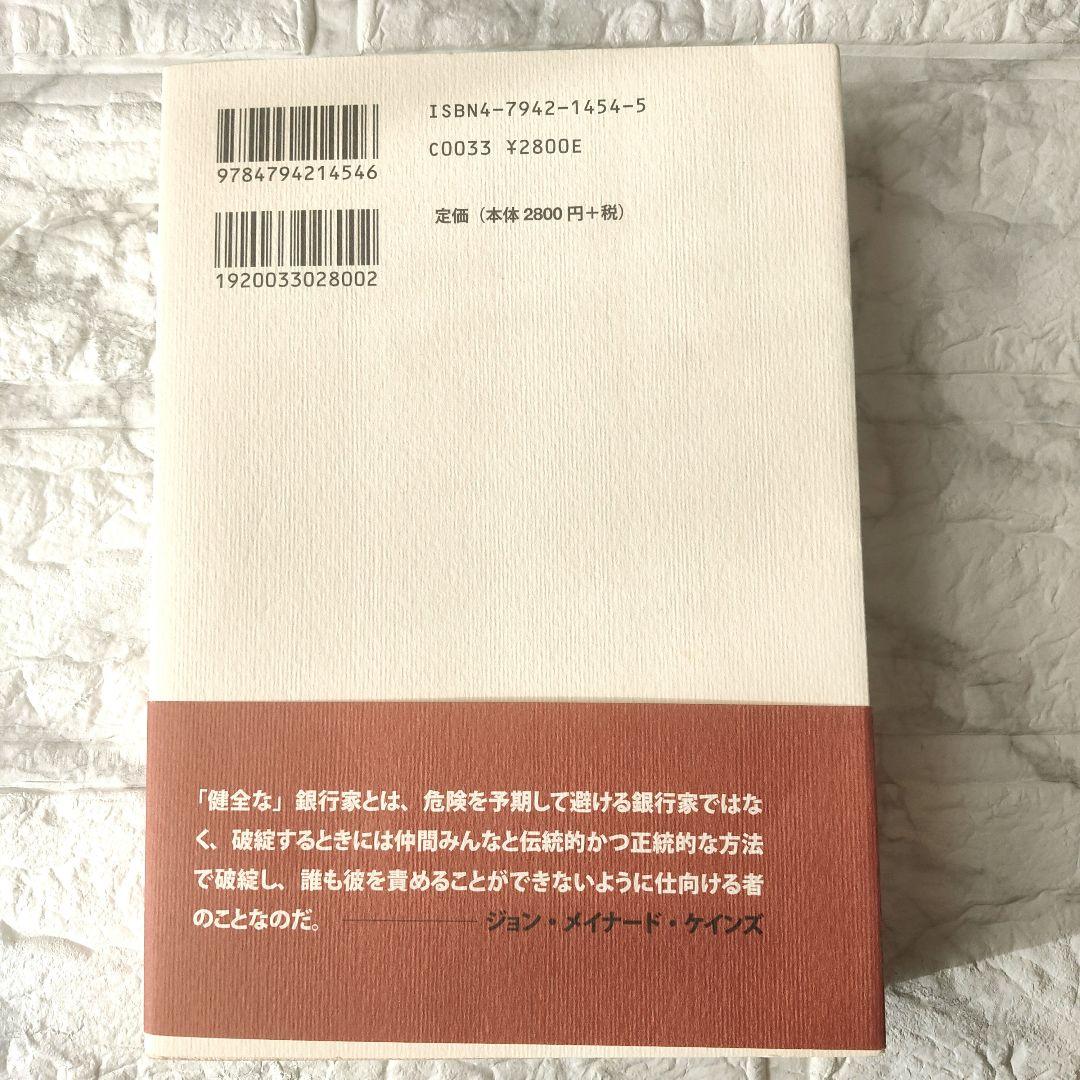 ISBN4-7942-1454-5
C0033 ¥2800E
9784794214546
定価（本体2800円＋税）
1920033028002
「健全な」銀行家とは、危険を予期して避ける銀行家ではな
く、破綻するときには仲間みんなと伝統的かつ正統的な方法
で破綻し、誰も彼を責めることができないように仕向ける者
のことなのだ。――ジョン・メイナード・ケインズ